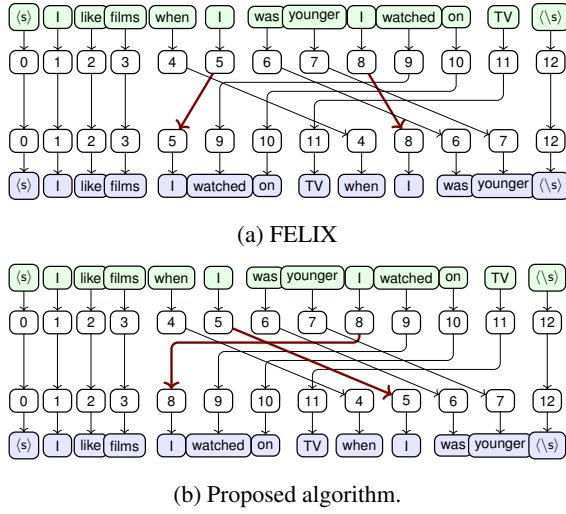 ⟨s⟩ I like films when I was younger I watched on TV ⟨\s⟩
0 1 2 3 4 5 6 7 8 9 10 11 12
0 1 2 3 5 9 10 11 4 8 6 7 12
⟨s⟩ I like films I watched on TV when I was younger ⟨\s⟩
(a) FELIX
⟨s⟩ I like films when I was younger I watched on TV ⟨\s⟩
0 1 2 3 4 5 6 7 8 9 10 11 12
0 1 2 3 8 9 10 11 4 5 6 7 12
⟨s⟩ I like films I watched on TV when I was younger ⟨\s⟩
(b) Proposed algorithm.